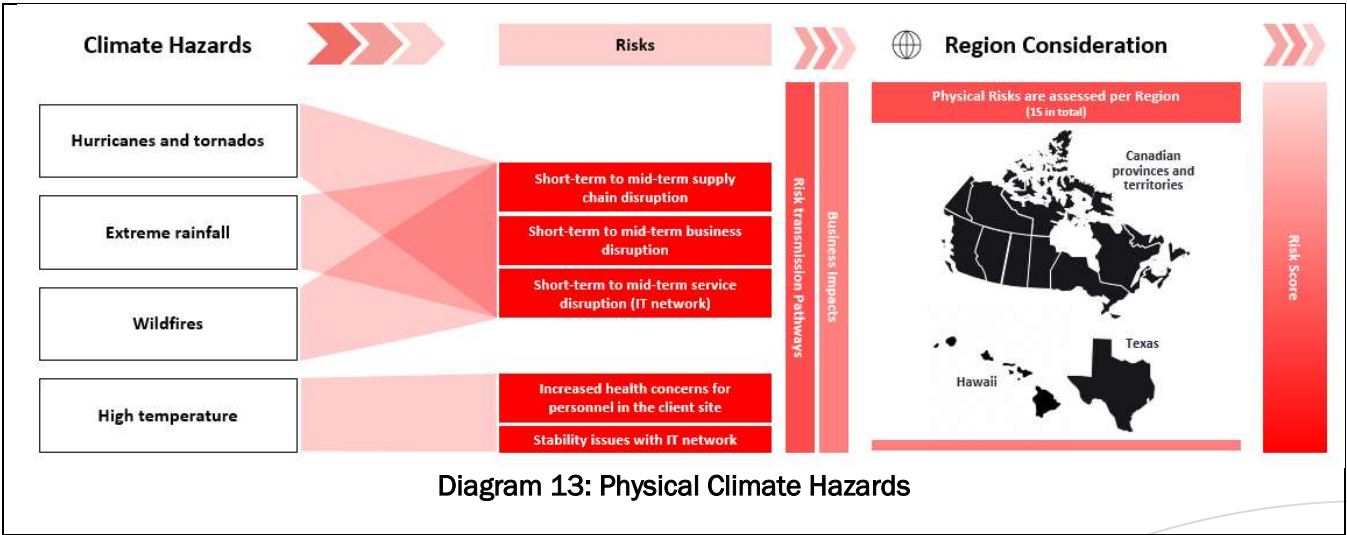 Climate Hazards
Risks
Region Consideration
Hurricanes and tornados
Extreme rainfall
Wildfires
High temperature
Short-term to mid-term supply
chain disruption
Short-term to mid-term business
disruption
Short-term to mid-term service
disruption (IT network)
Increased health concerns for
personnel in the client site
Stability issues with IT network
Risk transmission Pathways
Business Impacts
Physical Risks are assessed per Region
(15 in total)
Canadian
provinces and
territories
Texas
Hawaii
Risk Score
Diagram 13: Physical Climate Hazards